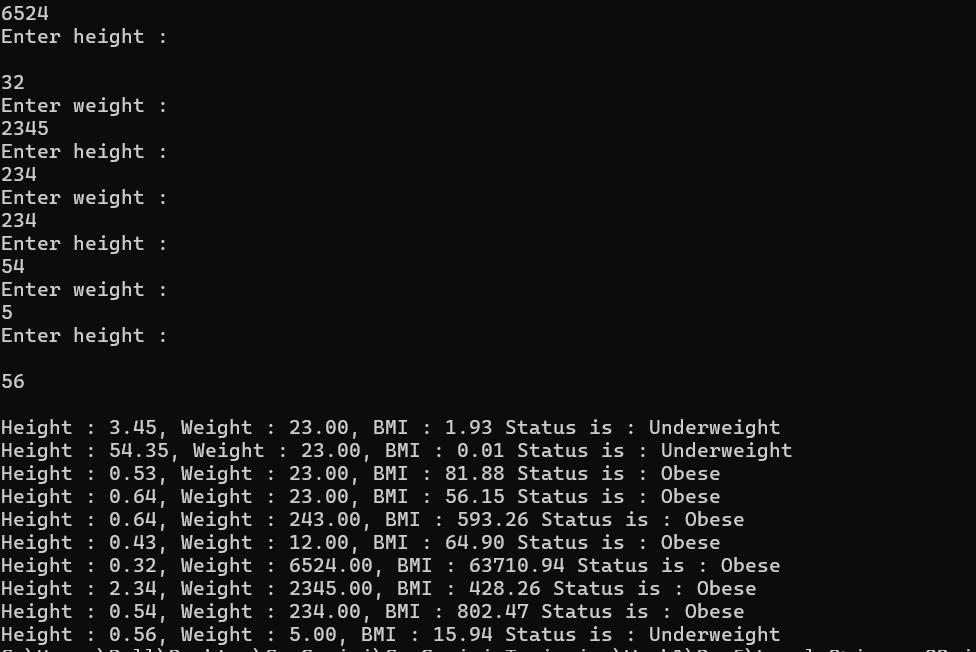 6524
Enter height :
32
Enter weight :
2345
Enter height :
234
Enter weight :
234
Enter height :
54
Enter weight :
5
Enter height :
56
Height : 3.45, Weight : 23.00, BMI : 1.93 Status is : Underweight
Height : 54.35, Weight : 23.00, BMI : 0.01 Status is : Underweight
Height : 0.53, Weight : 23.00, BMI : 81.88 Status is : Obese
Height : 0.64, Weight : 23.00, BMI : 56.15 Status is : Obese
Height : 0.64, Weight : 243.00, BMI : 593.26 Status is : Obese
Height : 0.43, Weight : 12.00, BMI : 64.90 Status is : Obese
Height : 0.32, Weight : 6524.00, BMI : 63710.94 Status is : Obese
Height : 2.34, Weight : 2345.00, BMI : 428.26 Status is : Obese
Height : 0.54, Weight : 234.00, BMI : 802.47 Status is : Obese
Height : 0.56, Weight : 5.00, BMI : 15.94 Status is : Underweight